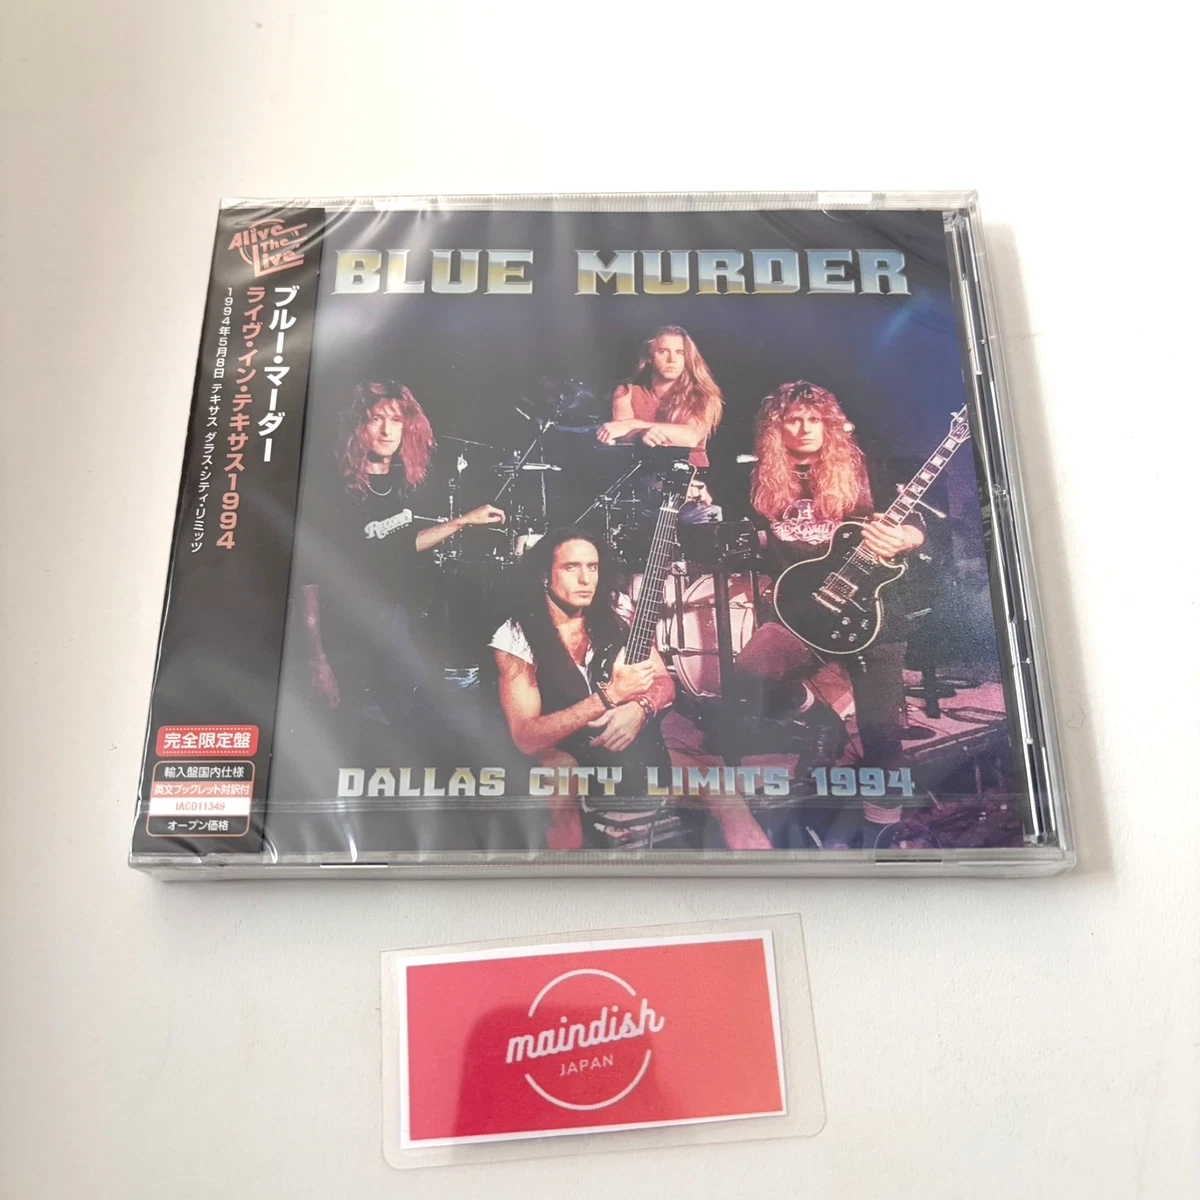 Alive
The
Live
ブルー・マーダー
ライヴ・イン・テキサス1994
1994年5月8日 テキサス ダラス・シティ・リミッツ
完全限定盤
輸入盤国内仕様
英文ブックレット対訳付
IACD11349
オープン価格
BLUE MURDER
DALLAS CITY LIMITS 1994
maindish
JAPAN